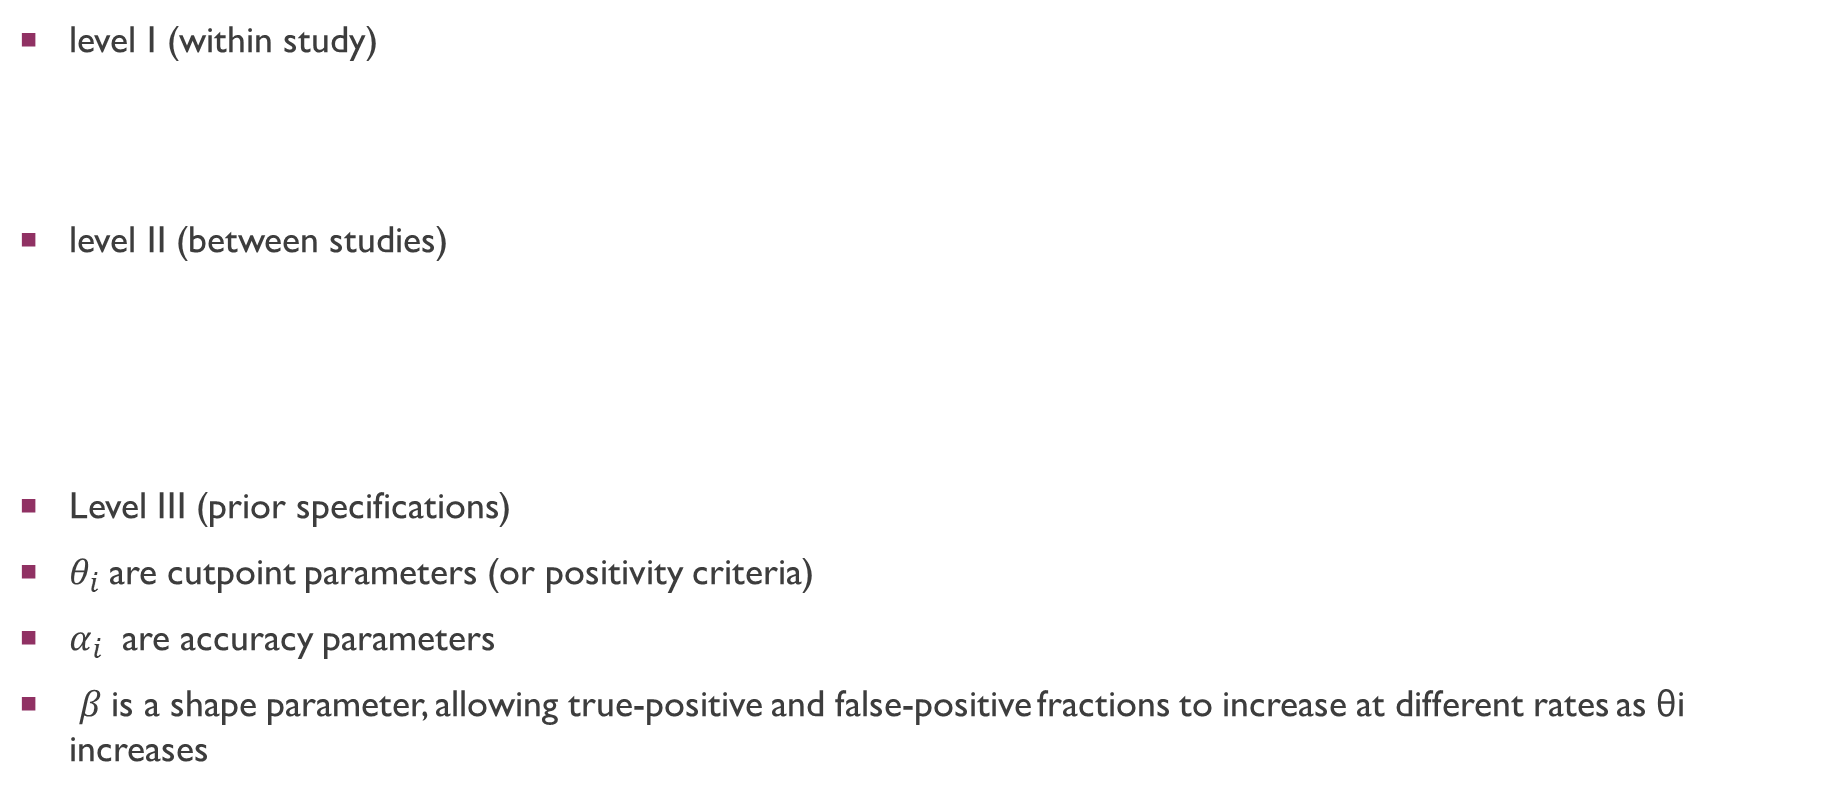 ▪ level I (within study)
▪ level II (between studies)
▪ Level III (prior specifications)
▪ θᵢ are cutpoint parameters (or positivity criteria)
▪ αᵢ are accuracy parameters
▪ β is a shape parameter, allowing true-positive and false-positive fractions to increase at different rates as θi
increases